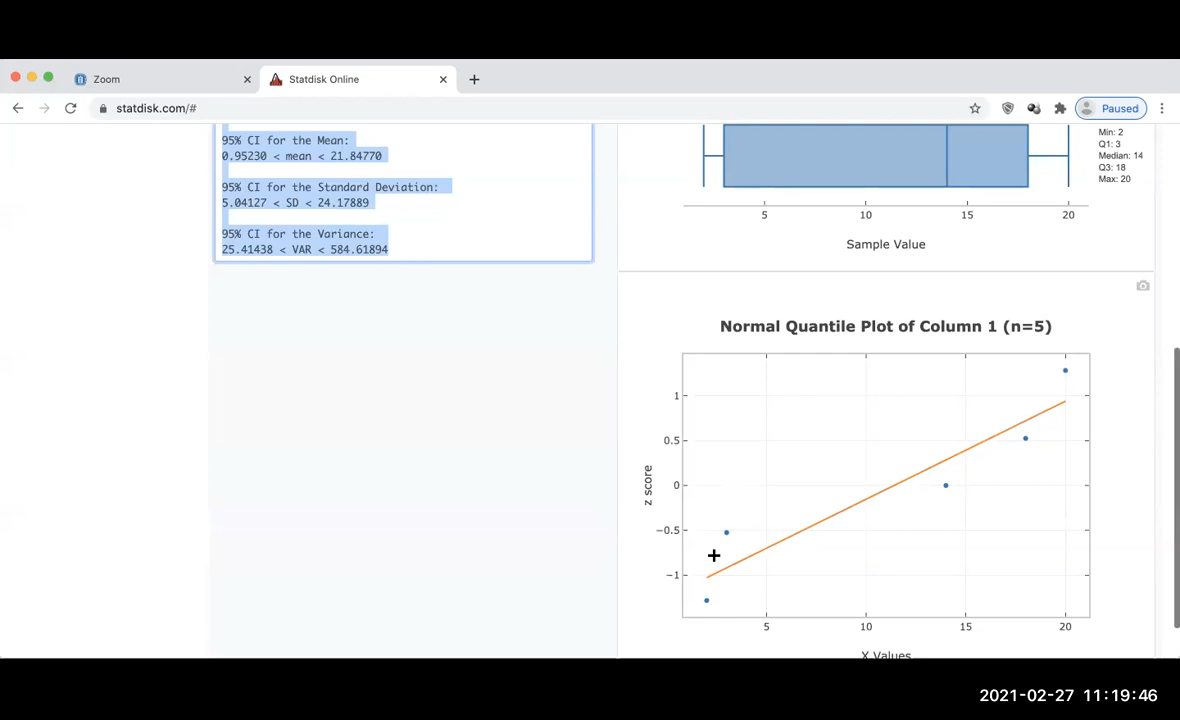 Zoom
Statdisk Online
statdisk.com/#
Paused
95% CI for the Mean:
0.95230 < mean < 21.84770
95% CI for the Standard Deviation:
5.04127 < SD < 24.17889
95% CI for the Variance:
25.41438 < VAR < 584.61894
Min: 2
Q1: 3
Median: 14
Q3: 18
Max: 20
5 10 15 20
Sample Value
Normal Quantile Plot of Column 1 (n=5)
1
0.5
0
−0.5
−1
z score
5 10 15 20
X Values
2021-02-27 11:19:46